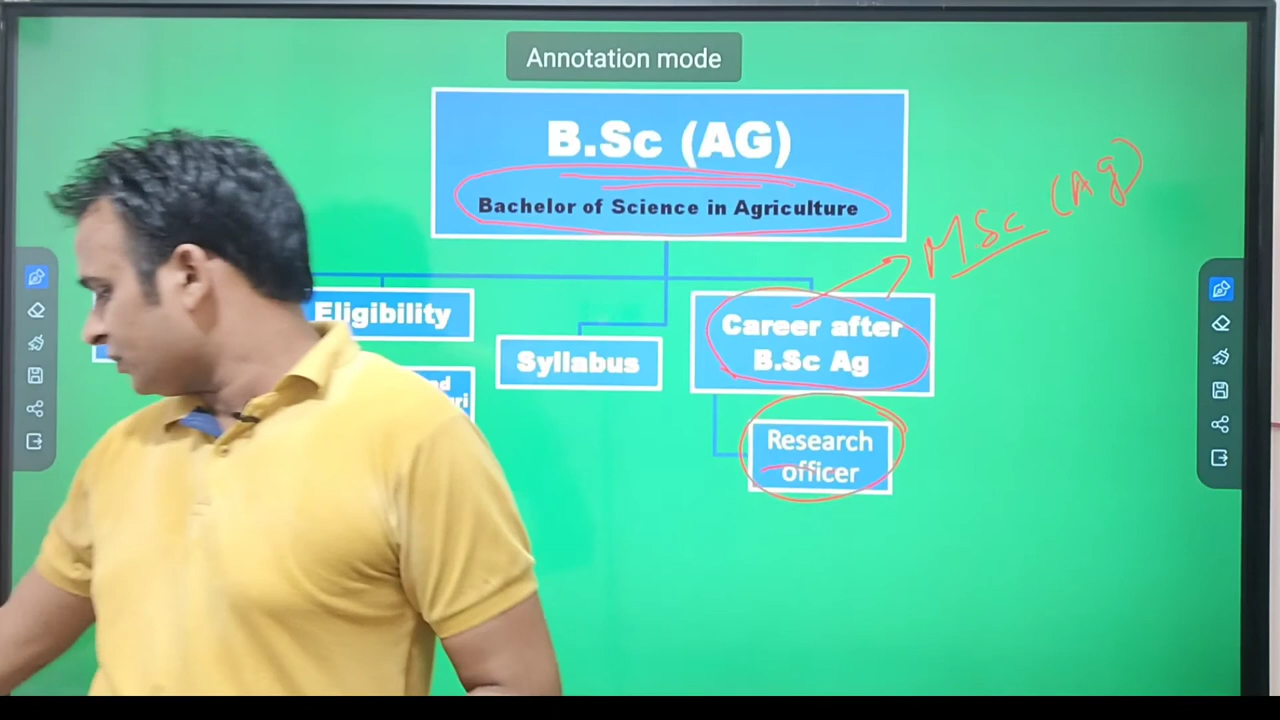 Annotation mode
B.Sc (AG)
Bachelor of Science in Agriculture
MSc (Ag)
Eligibility
Syllabus
Career after
B.Sc Ag
Research
officer